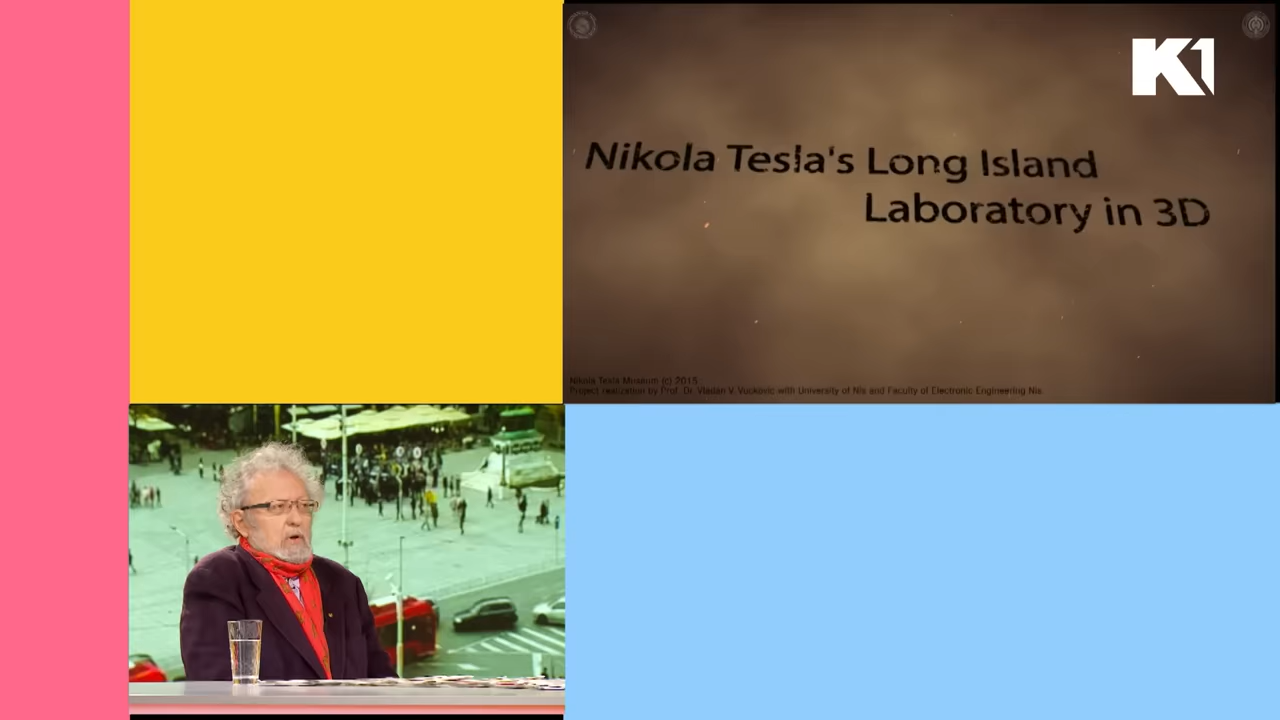 K1
Nikola Tesla's Long Island
Laboratory in 3D
Nikola Tesla Museum (c) 2015.
Project realization by Prof. Dr. Vladan V. Vuckovic with University of Nis and Faculty of Electronic Engineering Nis